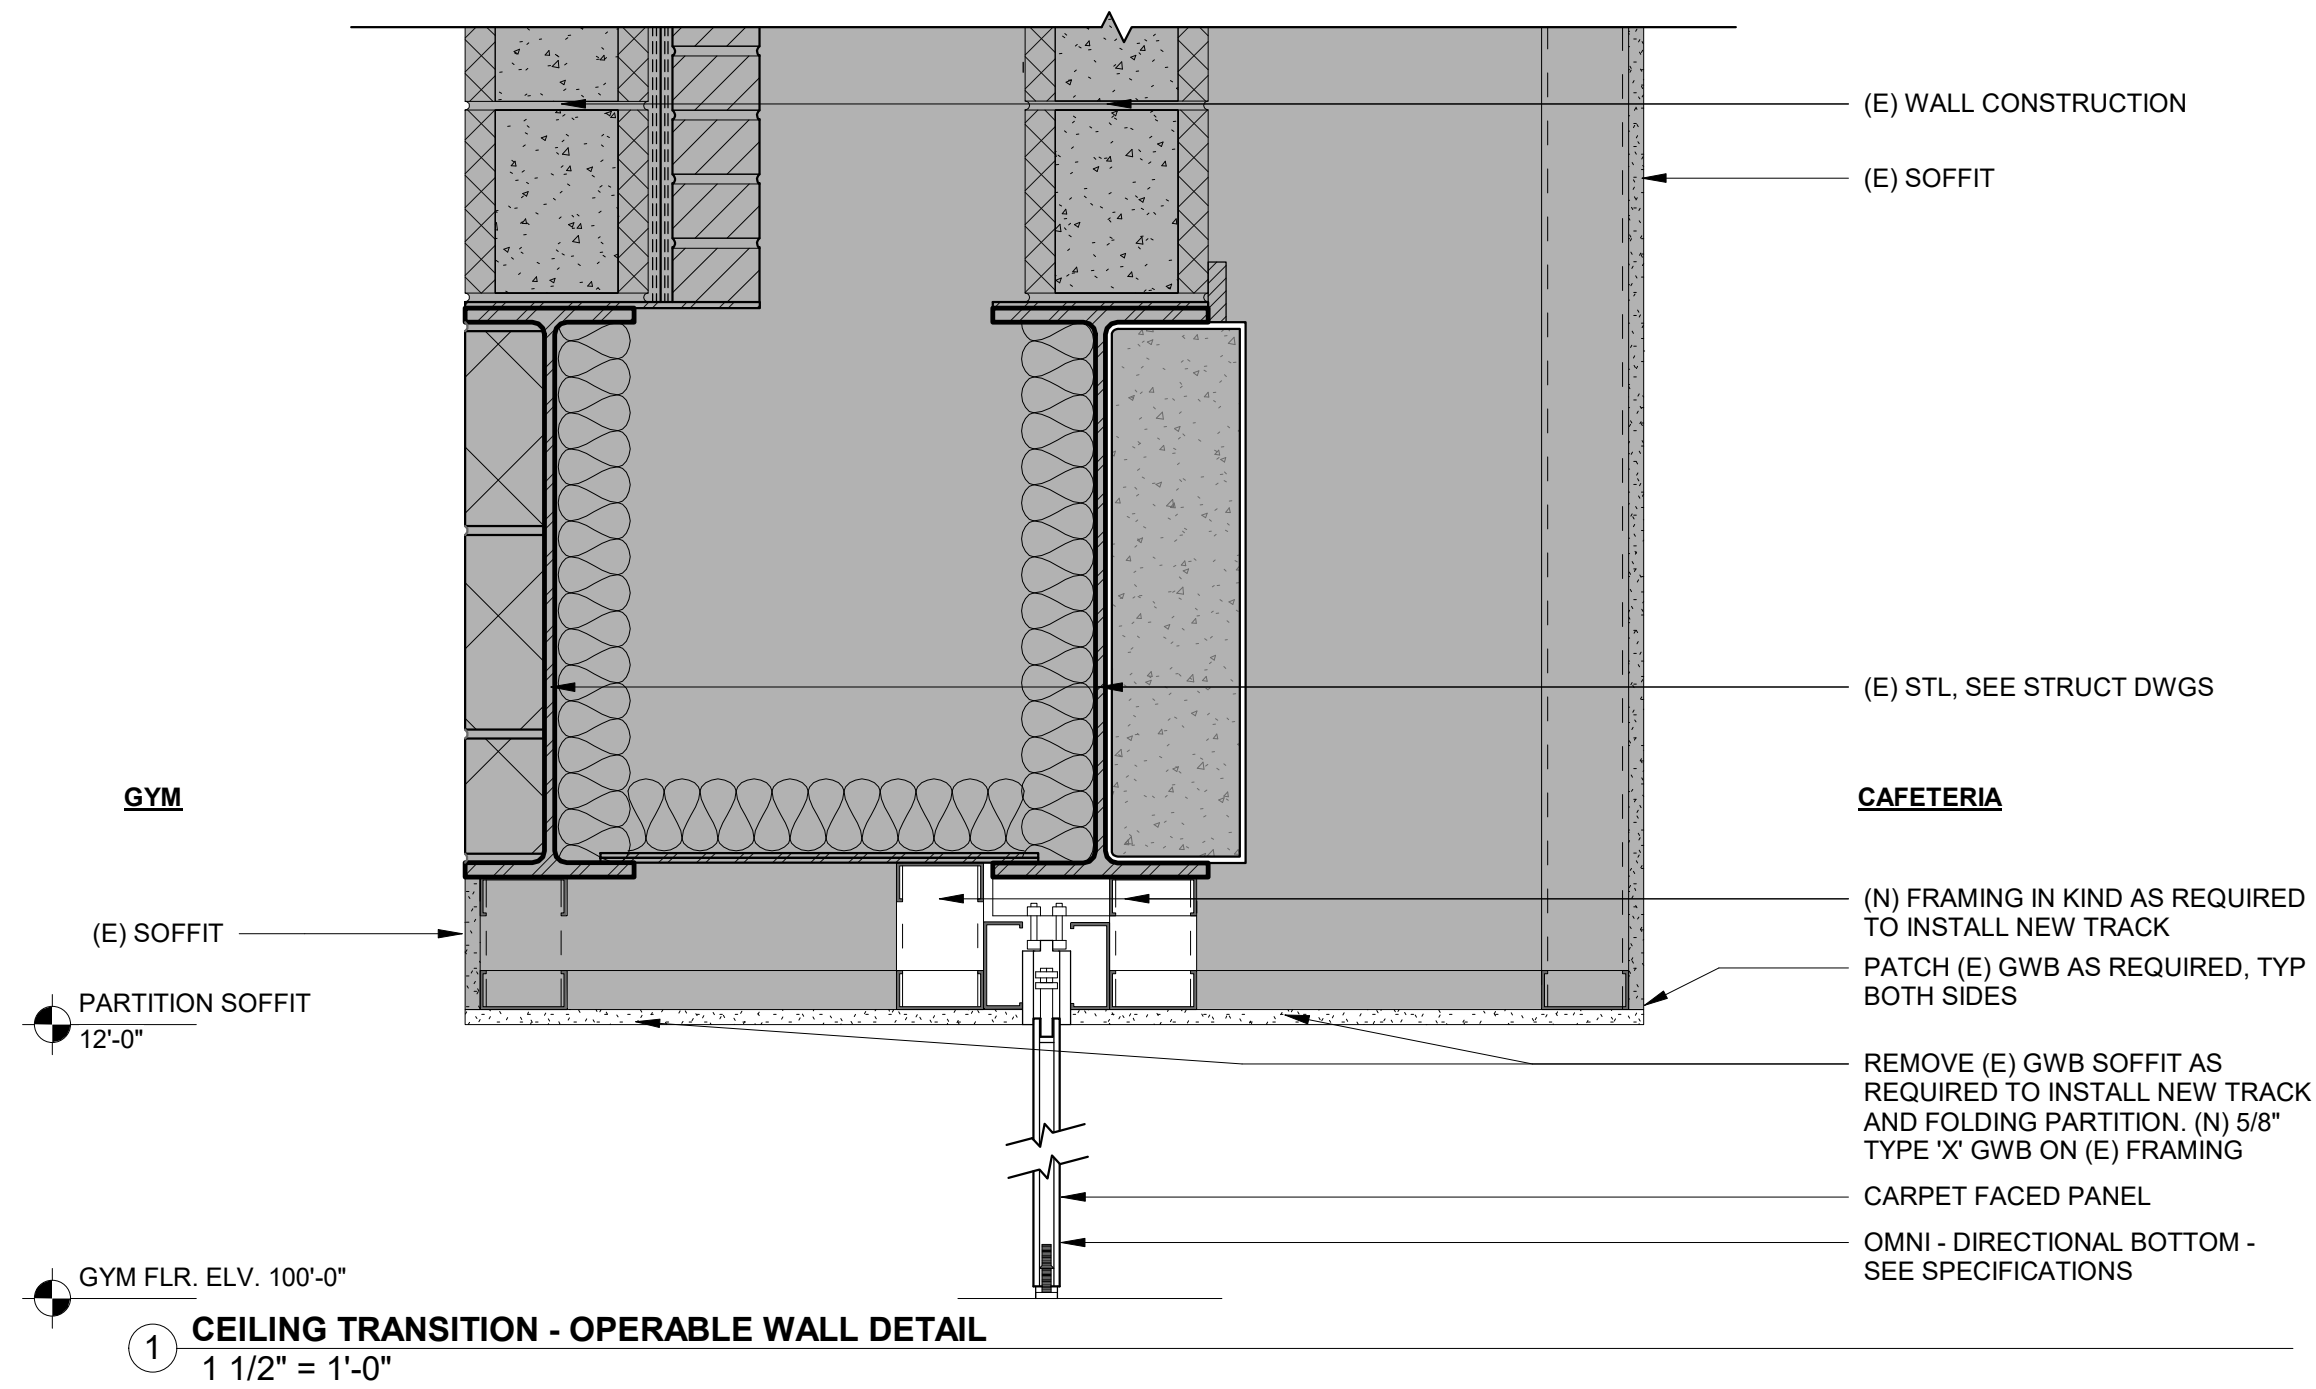 (E) WALL CONSTRUCTION
(E) SOFFIT
(E) STL, SEE STRUCT DWGS
GYM
CAFETERIA
(N) FRAMING IN KIND AS REQUIRED
TO INSTALL NEW TRACK
(E) SOFFIT
PATCH (E) GWB AS REQUIRED, TYP
BOTH SIDES
PARTITION SOFFIT
12'-0"
REMOVE (E) GWB SOFFIT AS
REQUIRED TO INSTALL NEW TRACK
AND FOLDING PARTITION. (N) 5/8"
TYPE 'X' GWB ON (E) FRAMING
CARPET FACED PANEL
OMNI - DIRECTIONAL BOTTOM -
SEE SPECIFICATIONS
GYM FLR. ELV. 100'-0"
1 CEILING TRANSITION - OPERABLE WALL DETAIL
1 1/2" = 1'-0"